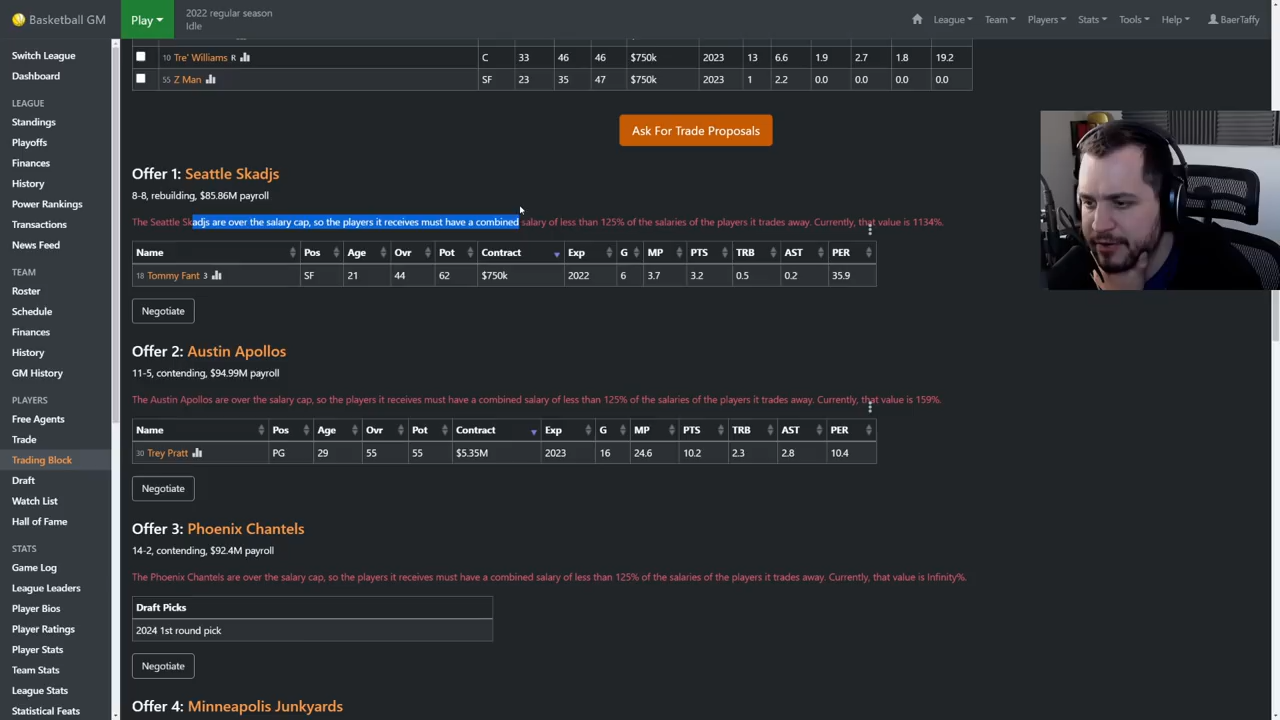 Basketball GM
Play
2022 regular season
Idle
League
Team
Players
Stats
Tools
Help
BaerTaffy
Switch League
Dashboard
LEAGUE
Standings
Playoffs
Finances
History
Power Rankings
Transactions
News Feed
TEAM
Roster
Schedule
Finances
History
GM History
PLAYERS
Free Agents
Trade
Trading Block
Draft
Watch List
Hall of Fame
STATS
Game Log
League Leaders
Player Bios
Player Ratings
Player Stats
Team Stats
League Stats
Statistical Feats
10 Tre' Williams R C 33 46 46 $750k 2023 13 6.6 1.9 2.7 1.8 19.2
55 Z Man SF 23 35 47 $750k 2023 1 2.2 0.0 0.0 0.0 0.0
Ask For Trade Proposals
Offer 1: Seattle Skadjs
8-8, rebuilding, $85.86M payroll
The Seattle Skadjs are over the salary cap, so the players it receives must have a combined salary of less than 125% of the salaries of the players it trades away. Currently, that value is 1134%.
Name Pos Age Ovr Pot Contract Exp G MP PTS TRB AST PER
18 Tommy Fant 3 SF 21 44 62 $750k 2022 6 3.7 3.2 0.5 0.2 35.9
Negotiate
Offer 2: Austin Apollos
11-5, contending, $94.99M payroll
The Austin Apollos are over the salary cap, so the players it receives must have a combined salary of less than 125% of the salaries of the players it trades away. Currently, that value is 159%.
Name Pos Age Ovr Pot Contract Exp G MP PTS TRB AST PER
30 Trey Pratt PG 29 55 55 $5.35M 2023 16 24.6 10.2 2.3 2.8 10.4
Negotiate
Offer 3: Phoenix Chantels
14-2, contending, $92.4M payroll
The Phoenix Chantels are over the salary cap, so the players it receives must have a combined salary of less than 125% of the salaries of the players it trades away. Currently, that value is Infinity%.
Draft Picks
2024 1st round pick
Negotiate
Offer 4: Minneapolis Junkyards